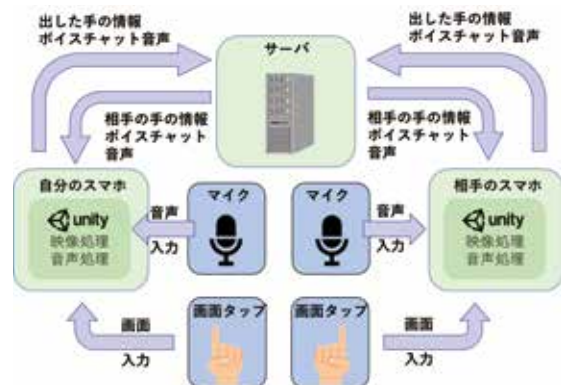 出した手の情報
ボイスチャット音声
サーバ
出した手の情報
ボイスチャット音声
相手の手の情報
ボイスチャット
音声
相手の手の情報
ボイスチャット
音声
自分のスマホ
unity
映像処理
音声処理
音声
入力
マイク
マイク
音声
入力
相手のスマホ
unity
映像処理
音声処理
画面
入力
画面タップ
画面タップ
画面
入力